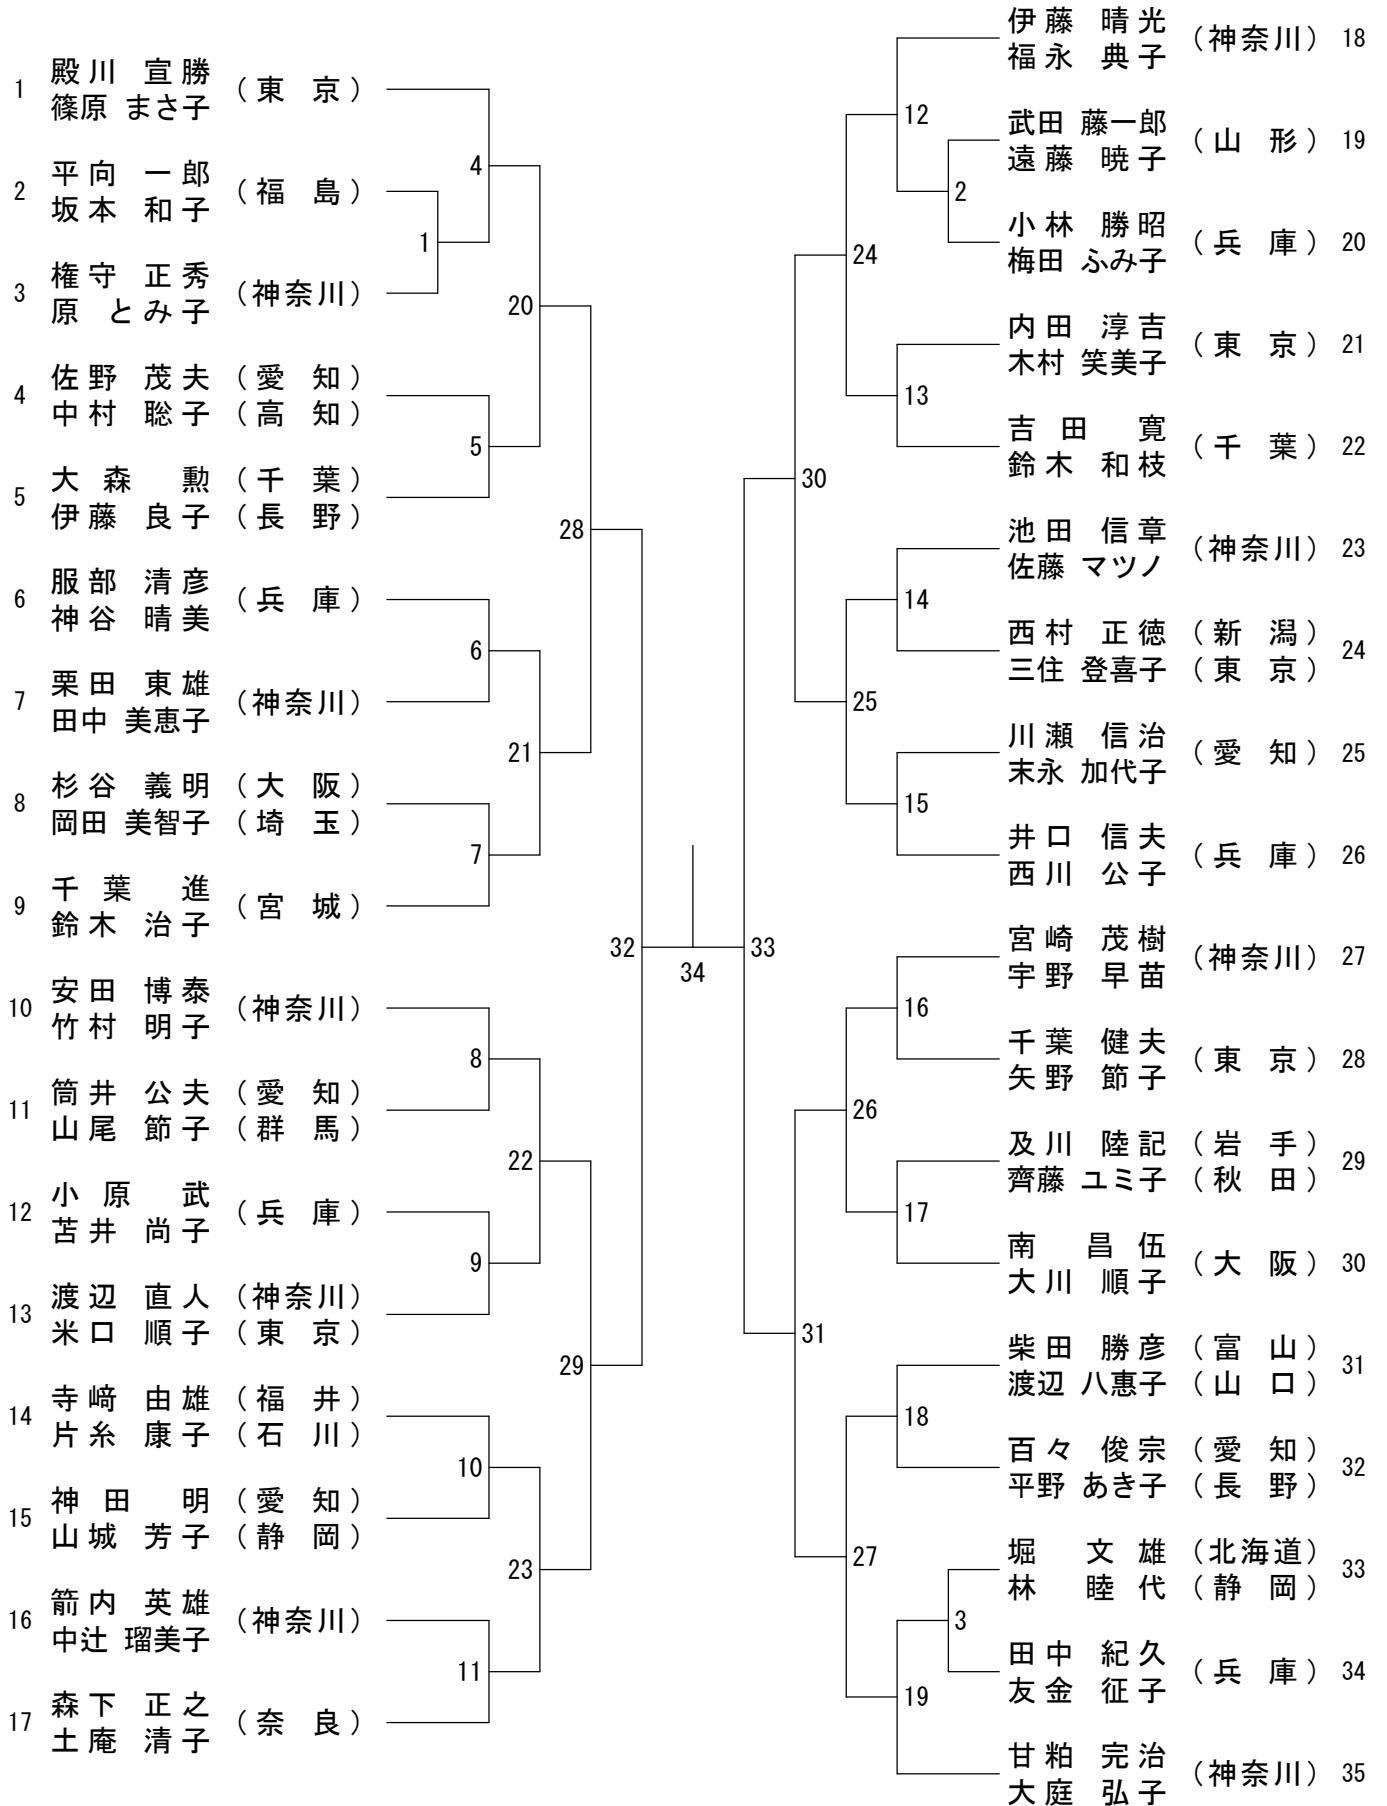 1 殿川 宣勝 (東 京)
篠原 まさ子
2 平向 一郎 (福 島)
坂本 和子
3 権守 正秀 (神奈川)
原 とみ子
4 佐野 茂夫 (愛 知)
中村 聡子 (高 知)
5 大森 勲 (千 葉)
伊藤 良子 (長 野)
6 服部 清彦 (兵 庫)
神谷 晴美
7 栗田 東雄 (神奈川)
田中 美恵子
8 杉谷 義明 (大 阪)
岡田 美智子 (埼 玉)
9 千葉 進 (宮 城)
鈴木 治子
10 安田 博泰 (神奈川)
竹村 明子
11 筒井 公夫 (愛 知)
山尾 節子 (群 馬)
12 小原 武 (兵 庫)
苫井 尚子
13 渡辺 直人 (神奈川)
米口 順子 (東 京)
14 寺﨑 由雄 (福 井)
片糸 康子 (石 川)
15 神田 明 (愛 知)
山城 芳子 (静 岡)
16 箭内 英雄 (神奈川)
中辻 瑠美子
17 森下 正之 (奈 良)
土庵 清子
1
4
5
20
6
7
21
28
8
9
22
10
11
23
29
32
34
33
30
24
12
2
13
25
14
15
31
26
16
17
27
18
3
19
伊藤 晴光 (神奈川) 18
福永 典子
武田 藤一郎 (山 形) 19
遠藤 暁子
小林 勝昭 (兵 庫) 20
梅田 ふみ子
内田 淳吉 (東 京) 21
木村 笑美子
吉田 寛 (千 葉) 22
鈴木 和枝
池田 信章 (神奈川) 23
佐藤 マツノ
西村 正徳 (新 潟) 24
三住 登喜子 (東 京)
川瀬 信治 (愛 知) 25
末永 加代子
井口 信夫 (兵 庫) 26
西川 公子
宮崎 茂樹 (神奈川) 27
宇野 早苗
千葉 健夫 (東 京) 28
矢野 節子
及川 陸記 (岩 手) 29
齊藤 ユミ子 (秋 田)
南 昌伍 (大 阪) 30
大川 順子
柴田 勝彦 (富 山) 31
渡辺 八惠子 (山 口)
百々 俊宗 (愛 知) 32
平野 あき子 (長 野)
堀 文雄 (北海道) 33
林 睦代 (静 岡)
田中 紀久 (兵 庫) 34
友金 征子
甘粕 完治 (神奈川) 35
大庭 弘子